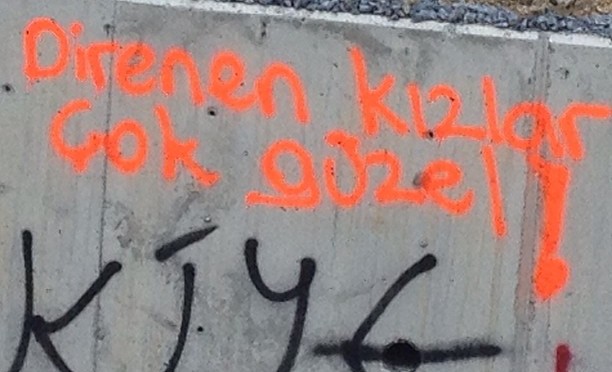 Direnen kızlar
Çok güzel!